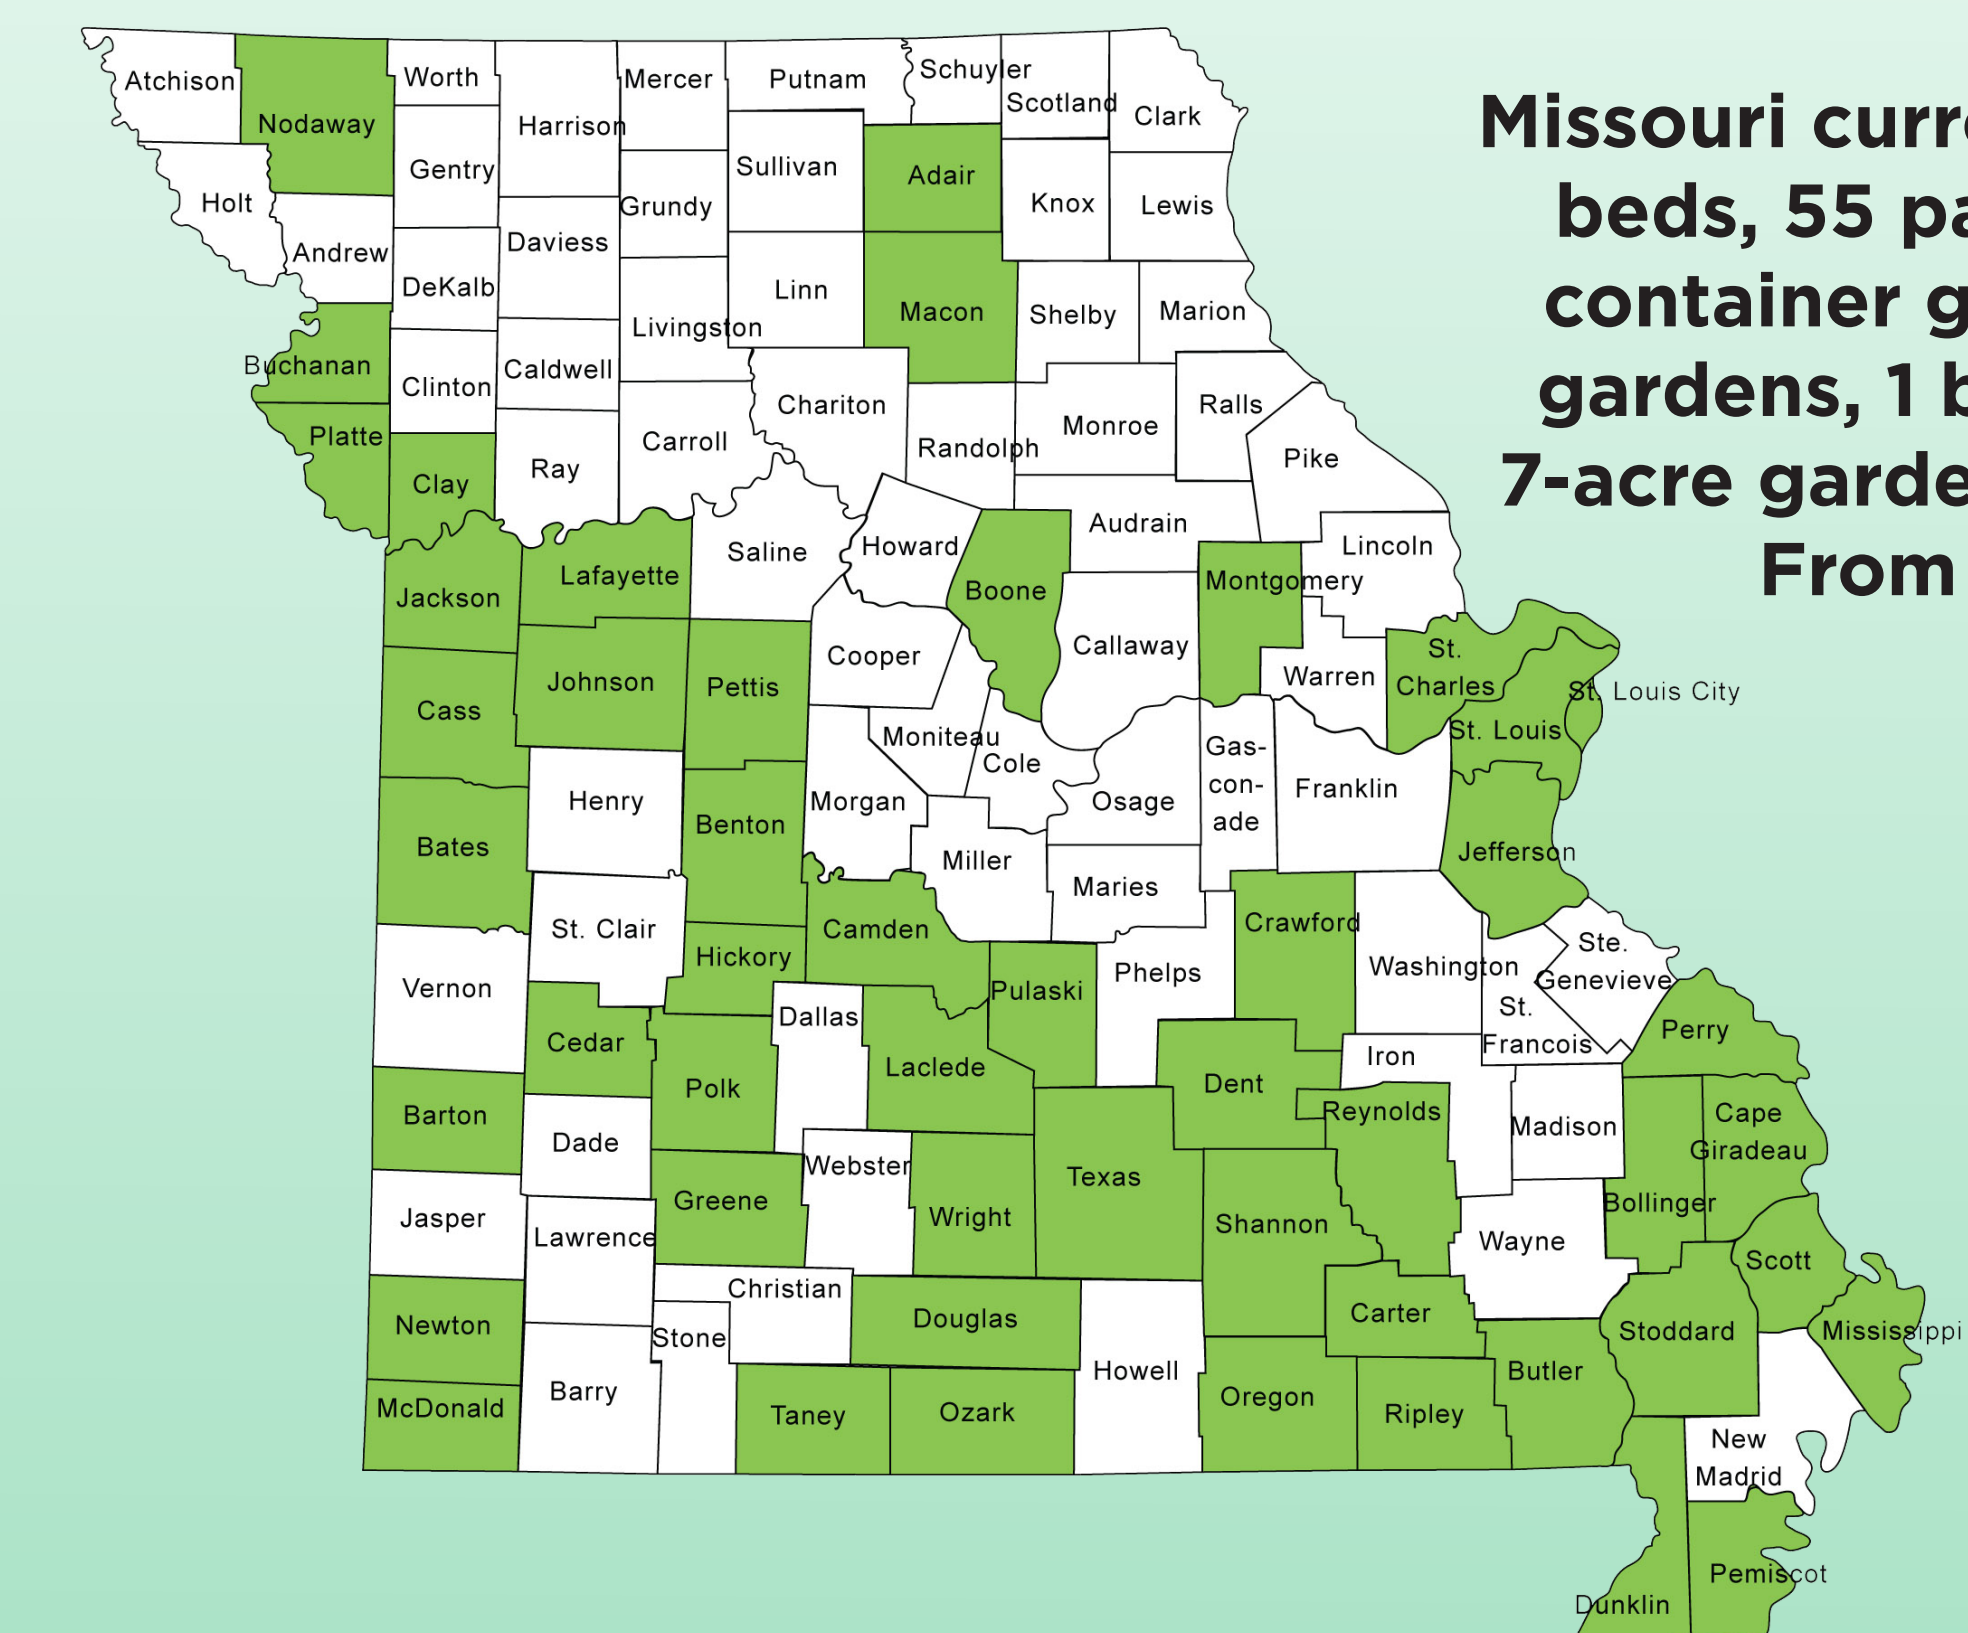 Missouri curr
beds, 55 pa
container g
gardens, 1 b
7-acre garde
From
Atchison
Nodaway
Worth
Harrison
Mercer
Putnam
Schuyler
Scotland
Clark
Gentry
Sullivan
Adair
Knox
Lewis
Holt
Andrew
Grundy
Daviess
DeKalb
Linn
Macon
Shelby
Marion
Livingston
Buchanan
Clinton
Caldwell
Chariton
Ralls
Platte
Carroll
Randolph
Monroe
Pike
Clay
Ray
Audrain
Saline
Howard
Lincoln
Jackson
Lafayette
Boone
Montgomery
Callaway
Cooper
Warren
St.
Charles
St. Louis City
St. Louis
Cass
Johnson
Pettis
Moniteau
Cole
Gas-
con-
ade
Franklin
Henry
Morgan
Osage
Bates
Benton
Miller
Maries
Jefferson
St. Clair
Camden
Crawford
Hickory
Washington
Ste.
Genevieve
Vernon
Pulaski
Phelps
St.
Francois
Dallas
Perry
Cedar
Iron
Polk
Laclede
Dent
Reynolds
Barton
Dade
Madison
Cape
Giradeau
Webster
Texas
Greene
Wright
Shannon
Bollinger
Jasper
Lawrence
Wayne
Scott
Christian
Newton
Stone
Douglas
Carter
Stoddard
Mississippi
Barry
Howell
Butler
McDonald
Taney
Ozark
Oregon
Ripley
New
Madrid
Pemiscot
Dunklin